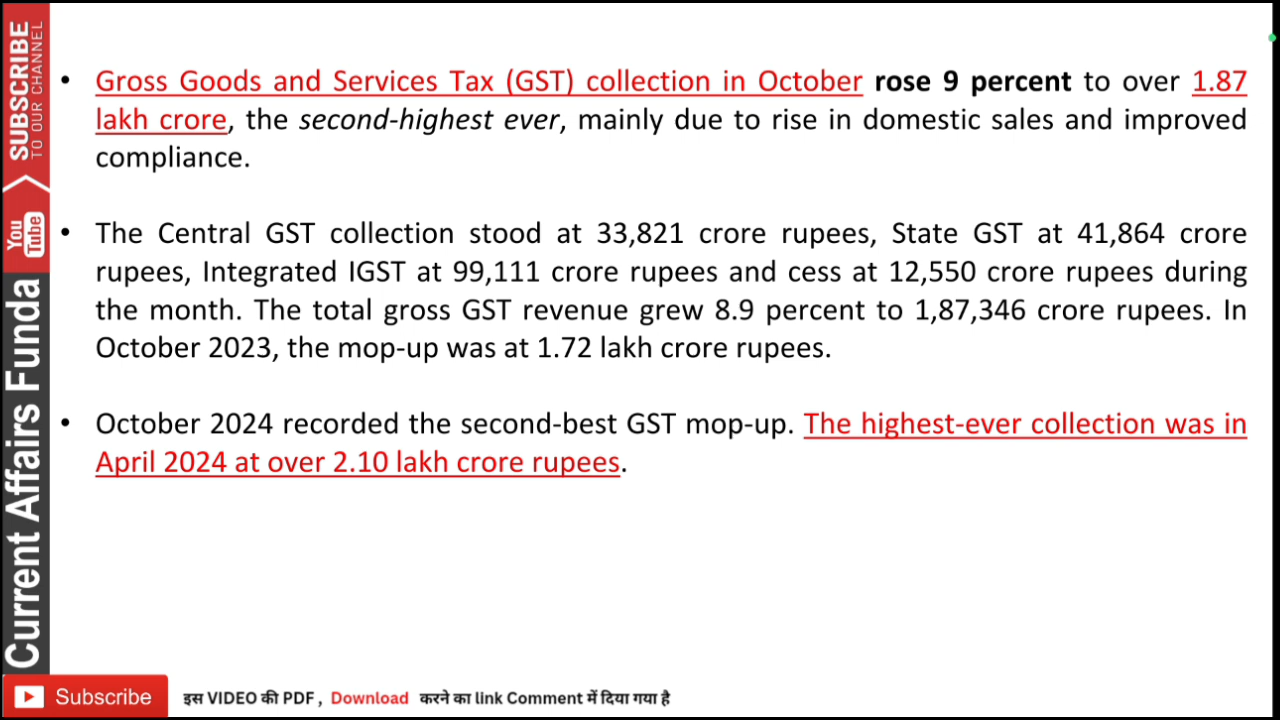 • Gross Goods and Services Tax (GST) collection in October rose 9 percent to over 1.87
lakh crore, the second-highest ever, mainly due to rise in domestic sales and improved
compliance.
• The Central GST collection stood at 33,821 crore rupees, State GST at 41,864 crore
rupees, Integrated IGST at 99,111 crore rupees and cess at 12,550 crore rupees during
the month. The total gross GST revenue grew 8.9 percent to 1,87,346 crore rupees. In
October 2023, the mop-up was at 1.72 lakh crore rupees.
• October 2024 recorded the second-best GST mop-up. The highest-ever collection was in
April 2024 at over 2.10 lakh crore rupees.
SUBSCRIBE
TO OUR CHANNEL
You
Tube
Current Affairs Funda
Subscribe
इस VIDEO की PDF , Download करने का link Comment में दिया गया है